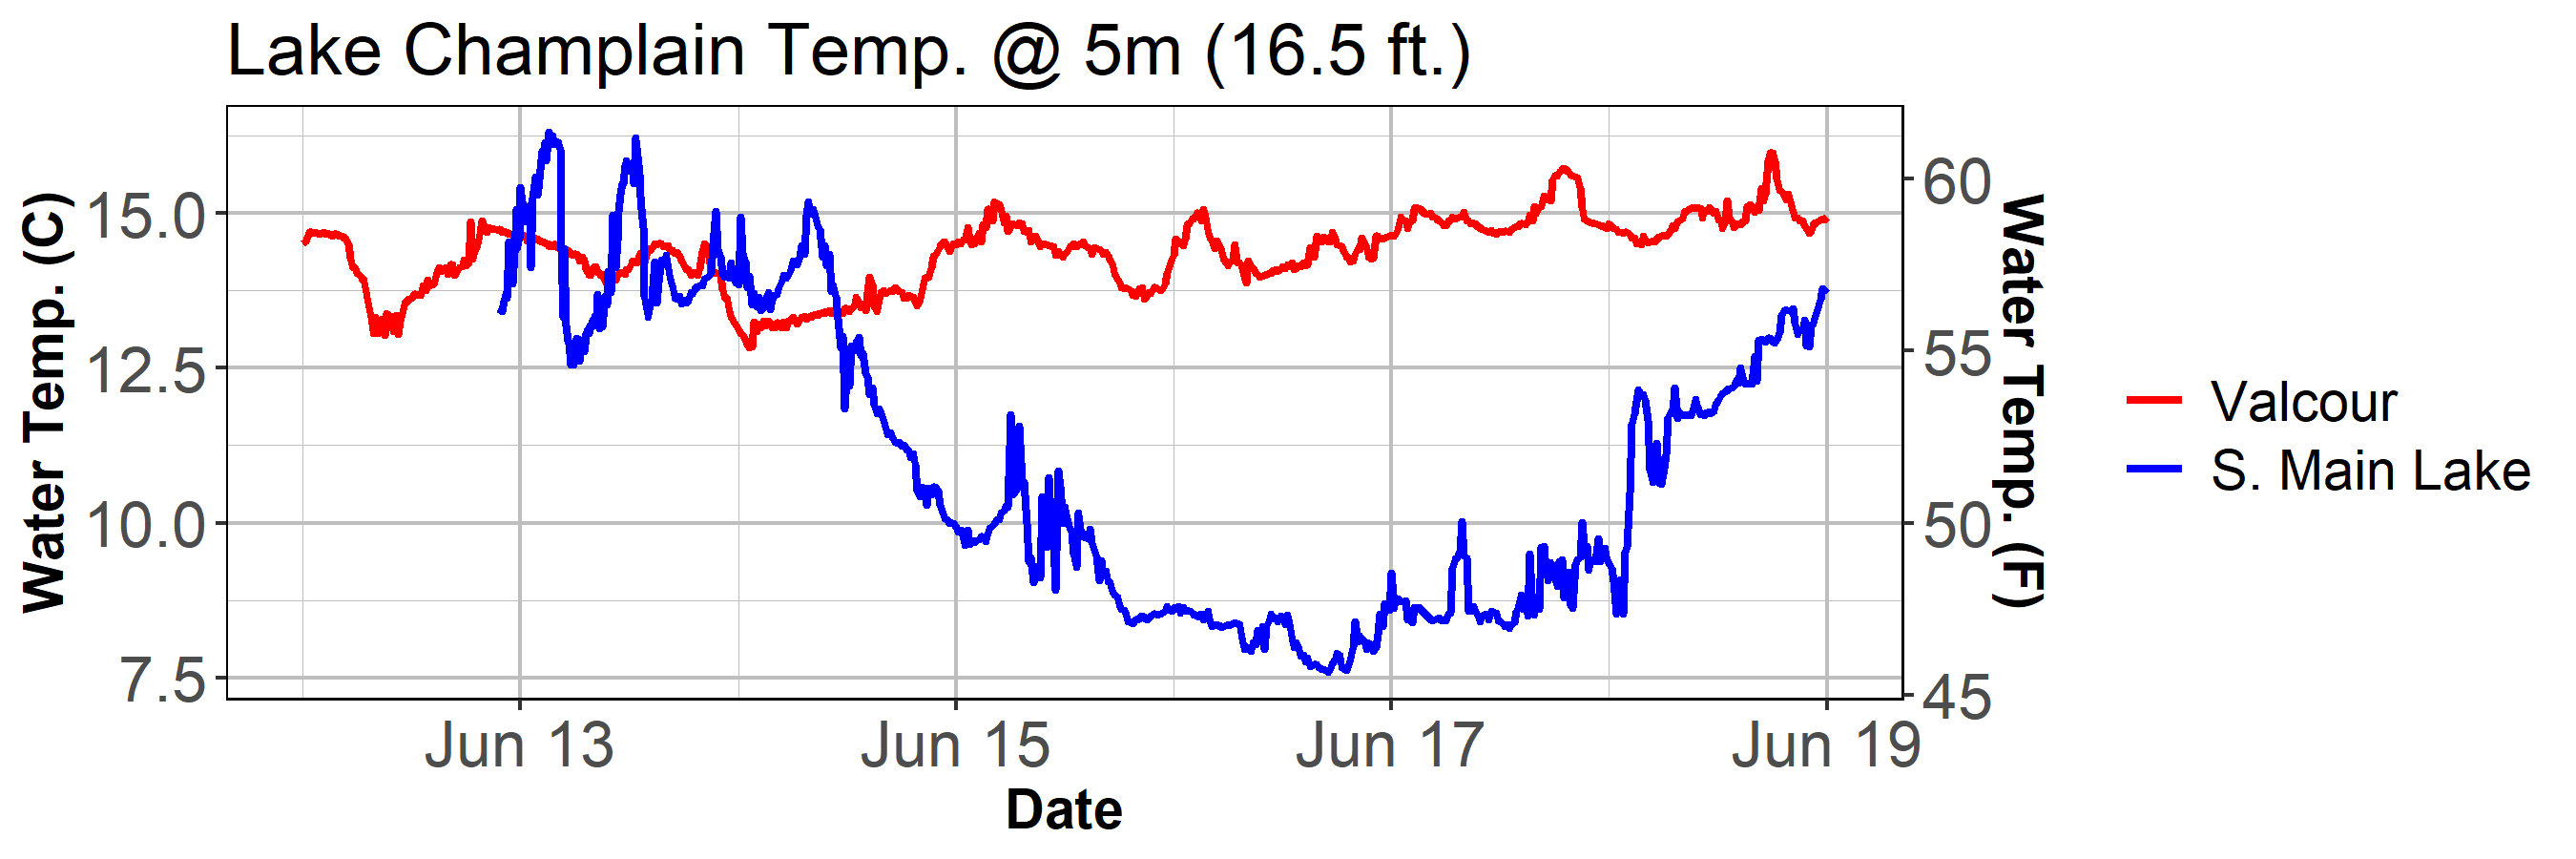 Lake Champlain Temp. @ 5m (16.5 ft.)
Water Temp. (C)
15.0
12.5
10.0
7.5
60
55
50
45
Water Temp. (F)
Jun 13
Jun 15
Jun 17
Jun 19
Date
Valcour
S. Main Lake